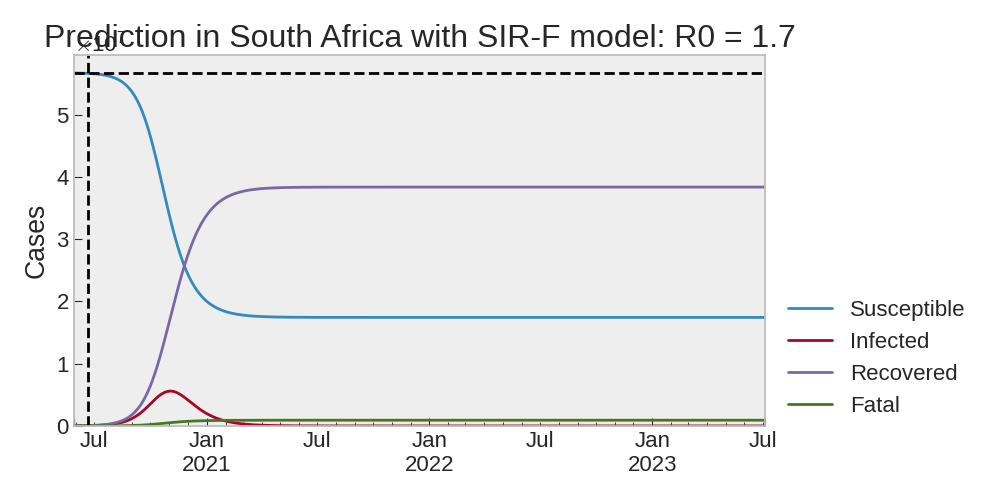 Prediction in South Africa with SIR-F model: R0 = 1.7
×10
Cases
5
4
3
2
1
0
Jul Jan Jul Jan Jul Jan Jul
2021 2022 2023
Susceptible
Infected
Recovered
Fatal